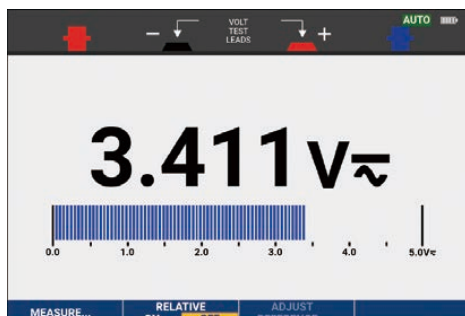 VOLT
TEST
LEADS
− +
AUTO
3.411 V
0.0 1.0 2.0 3.0 4.0 5.0V
MEASURE...
RELATIVE
ADJUST